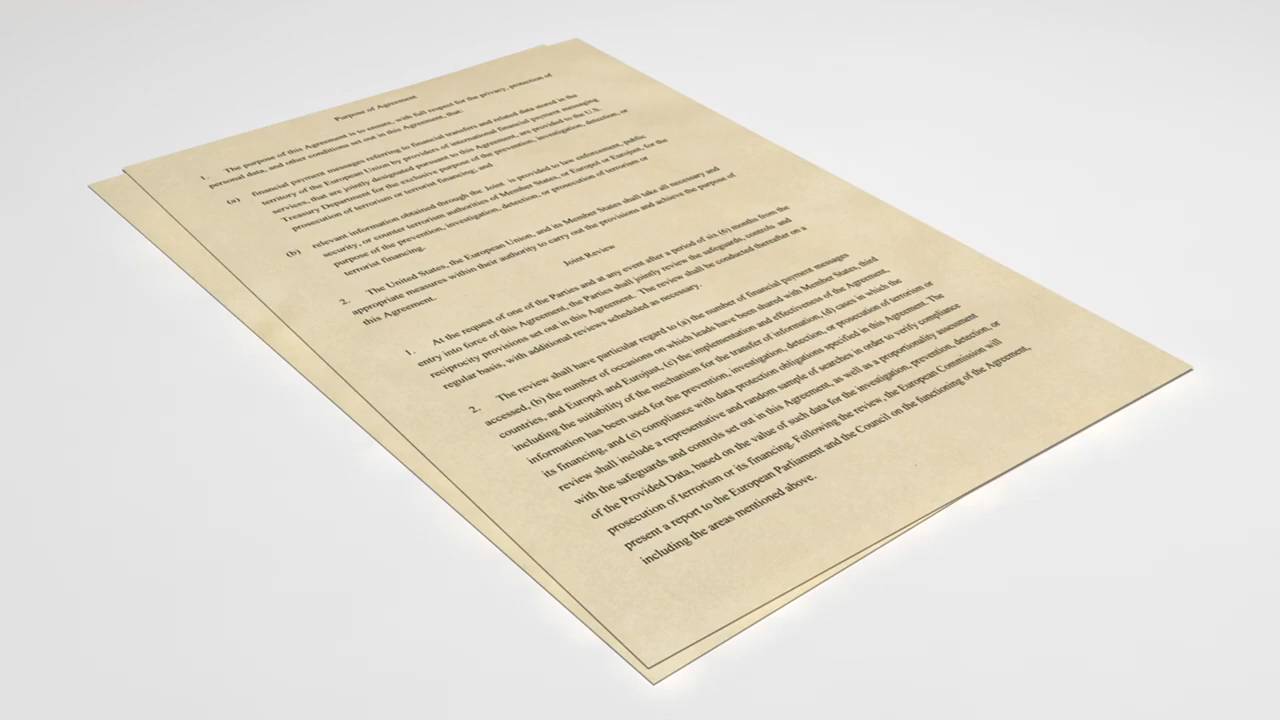 Purpose of Agreement
1. The purpose of this Agreement is to ensure, with full respect for the privacy, protection of
personal data, and other conditions set out in this Agreement, that:
(a) financial payment messages referring to financial transfers and related data stored in the
territory of the European Union by providers of international financial payment messaging
services, that are jointly designated pursuant to this Agreement, are provided to the U.S.
Treasury Department for the exclusive purpose of the prevention, investigation, detection, or
prosecution of terrorism or terrorist financing; and
(b) relevant information obtained through the Joint is provided to law enforcement, public
security, or counter terrorism authorities of Member States, or Europol or Eurojust, for the
purpose of the prevention, investigation, detection, or prosecution of terrorism or
terrorist financing.
2. The United States, the European Union, and its Member States shall take all necessary and
appropriate measures within their authority to carry out the provisions and achieve the purpose of
this Agreement.
Joint Review
1. At the request of one of the Parties and at any event after a period of six (6) months from the
entry into force of this Agreement, the Parties shall jointly review the safeguards, controls and
reciprocity provisions set out in this Agreement. The review shall be conducted thereafter on a
regular basis, with additional reviews scheduled as necessary.
2. The review shall have particular regard to (a) the number of financial payment messages
accessed, (b) the number of occasions on which leads have been shared with Member States, third
countries, and Europol and Eurojust, (c) the implementation and effectiveness of the Agreement,
including the suitability of the mechanism for the transfer of information, (d) cases in which the
information has been used for the prevention, investigation, detection, or prosecution of terrorism or
its financing, and (e) compliance with data protection obligations specified in this Agreement. The
review shall include a representative and random sample of searches in order to verify compliance
with the safeguards and controls set out in this Agreement, as well as a proportionality assessment
of the Provided Data, based on the value of such data for the investigation, prevention, detection, or
prosecution of terrorism or its financing. Following the review, the European Commission will
present a report to the European Parliament and the Council on the functioning of the Agreement,
including the areas mentioned above.